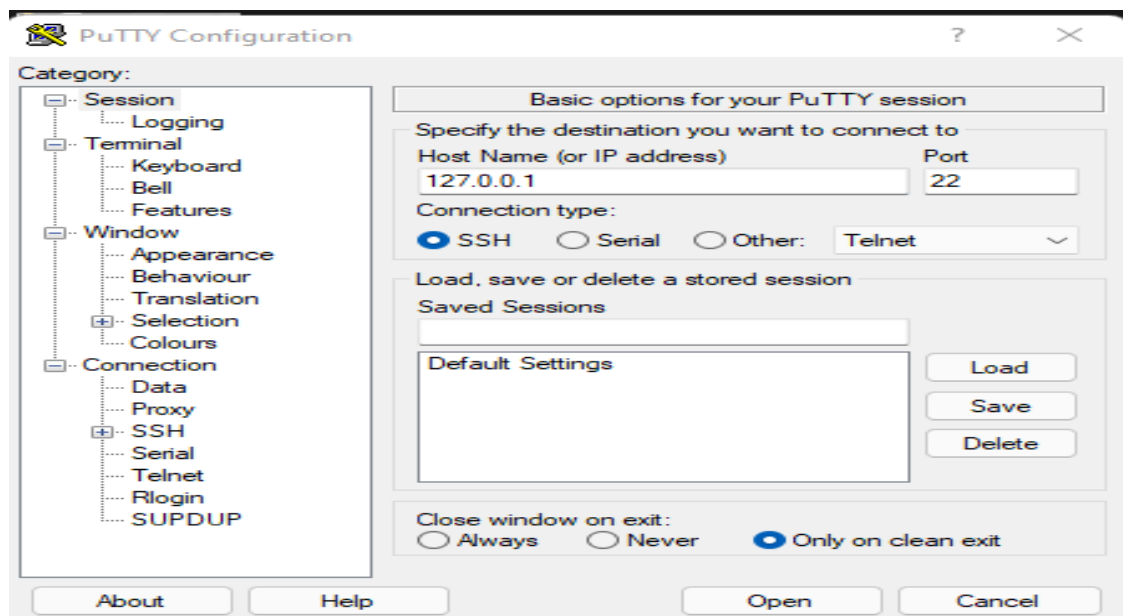 PuTTY Configuration
Category:
Session
Logging
Terminal
Keyboard
Bell
Features
Window
Appearance
Behaviour
Translation
Selection
Colours
Connection
Data
Proxy
SSH
Serial
Telnet
Rlogin
SUPDUP
Basic options for your PuTTY session
Specify the destination you want to connect to
Host Name (or IP address) Port
127.0.0.1 22
Connection type:
SSH Serial Other: Telnet
Load, save or delete a stored session
Saved Sessions
Default Settings
Load
Save
Delete
Close window on exit:
Always Never Only on clean exit
About Help Open Cancel